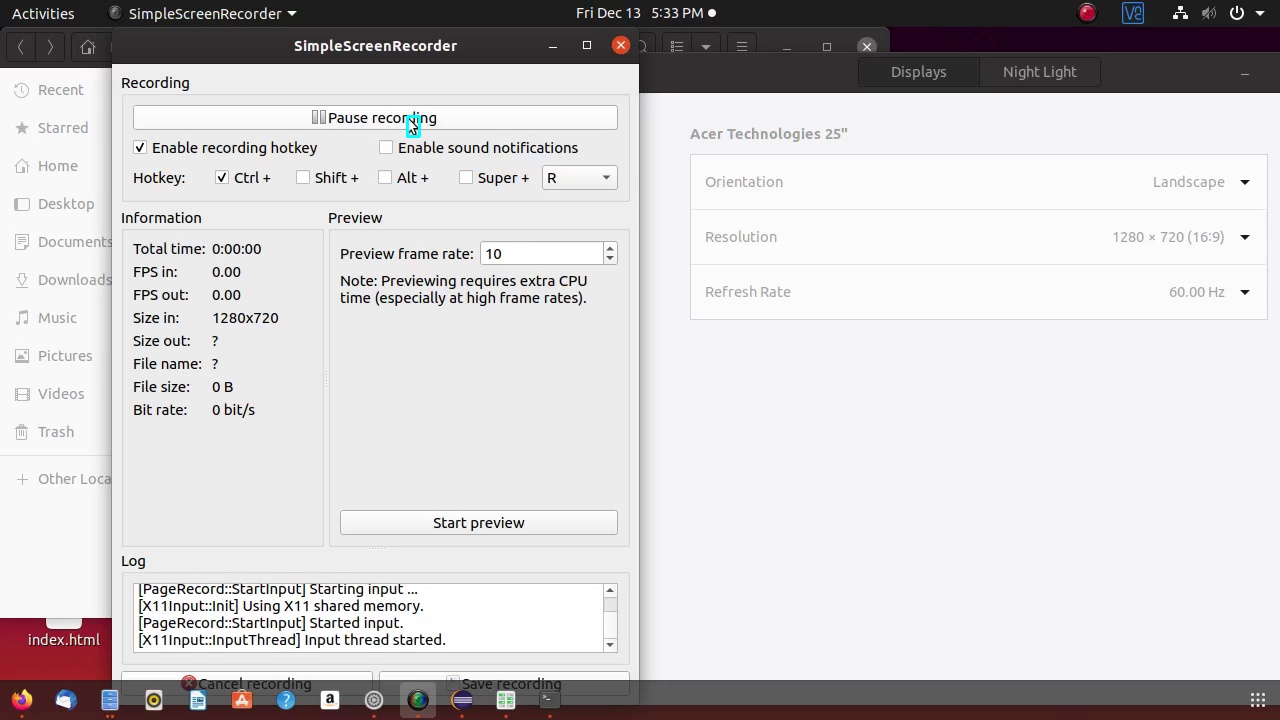 Activities
SimpleScreenRecorder
Fri Dec 13 5:33 PM
SimpleScreenRecorder
Displays
Night Light
Recent
Starred
Home
Desktop
Documents
Downloads
Music
Pictures
Videos
Trash
Other Loca
index.html
Recording
Pause recording
Enable recording hotkey
Enable sound notifications
Hotkey: Ctrl + Shift + Alt + Super + R
Information
Total time: 0:00:00
FPS in: 0.00
FPS out: 0.00
Size in: 1280x720
Size out: ?
File name: ?
File size: 0 B
Bit rate: 0 bit/s
Preview
Preview frame rate: 10
Note: Previewing requires extra CPU
time (especially at high frame rates).
Start preview
Log
[PageRecord::StartInput] Starting input ...
[X11Input::Init] Using X11 shared memory.
[PageRecord::StartInput] Started input.
[X11Input::InputThread] Input thread started.
Cancel recording
Save recording
Acer Technologies 25"
Orientation Landscape
Resolution 1280 × 720 (16:9)
Refresh Rate 60.00 Hz